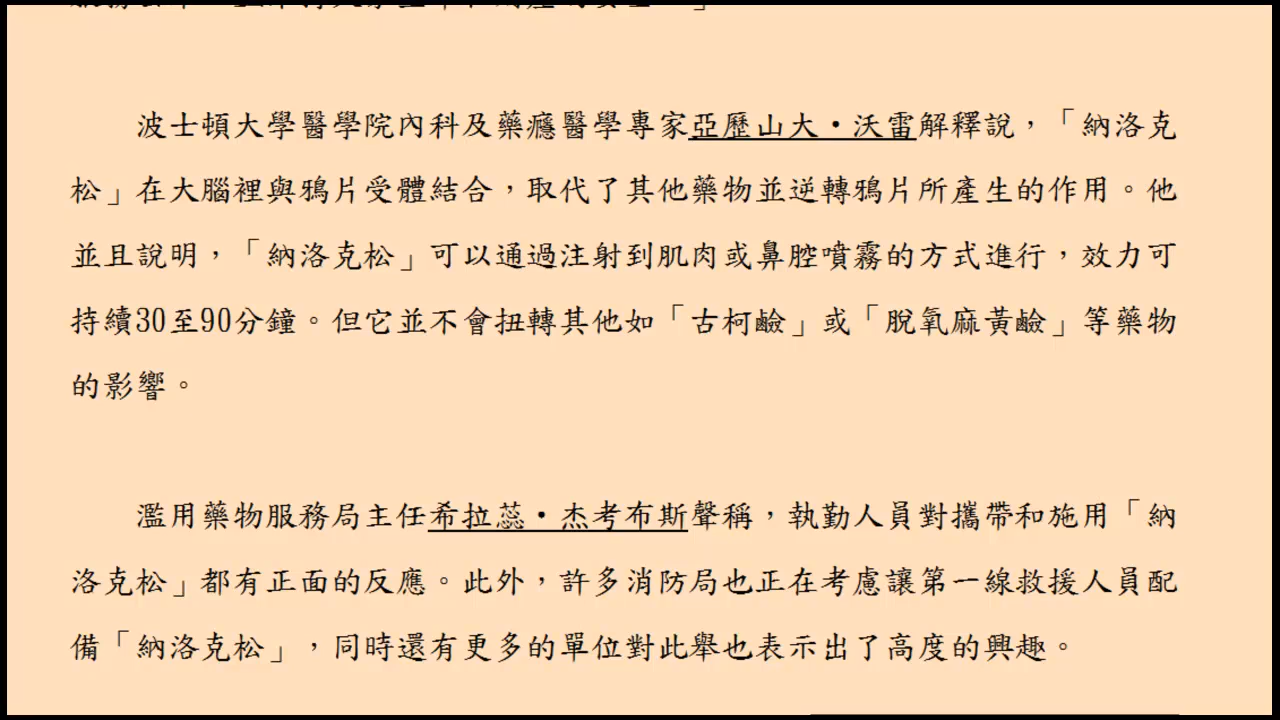 波士頓大學醫學院內科及藥癮醫學專家亞歷山大・沃雷解釋說，「納洛克
松」在大腦裡與鴉片受體結合，取代了其他藥物並逆轉鴉片所產生的作用。他
並且說明，「納洛克松」可以通過注射到肌肉或鼻腔噴霧的方式進行，效力可
持續30至90分鐘。但它並不會扭轉其他如「古柯鹼」或「脫氧麻黃鹼」等藥物
的影響。
濫用藥物服務局主任希拉蕊・杰考布斯聲稱，執勤人員對攜帶和施用「納
洛克松」都有正面的反應。此外，許多消防局也正在考慮讓第一線救援人員配
備「納洛克松」，同時還有更多的單位對此舉也表示出了高度的興趣。